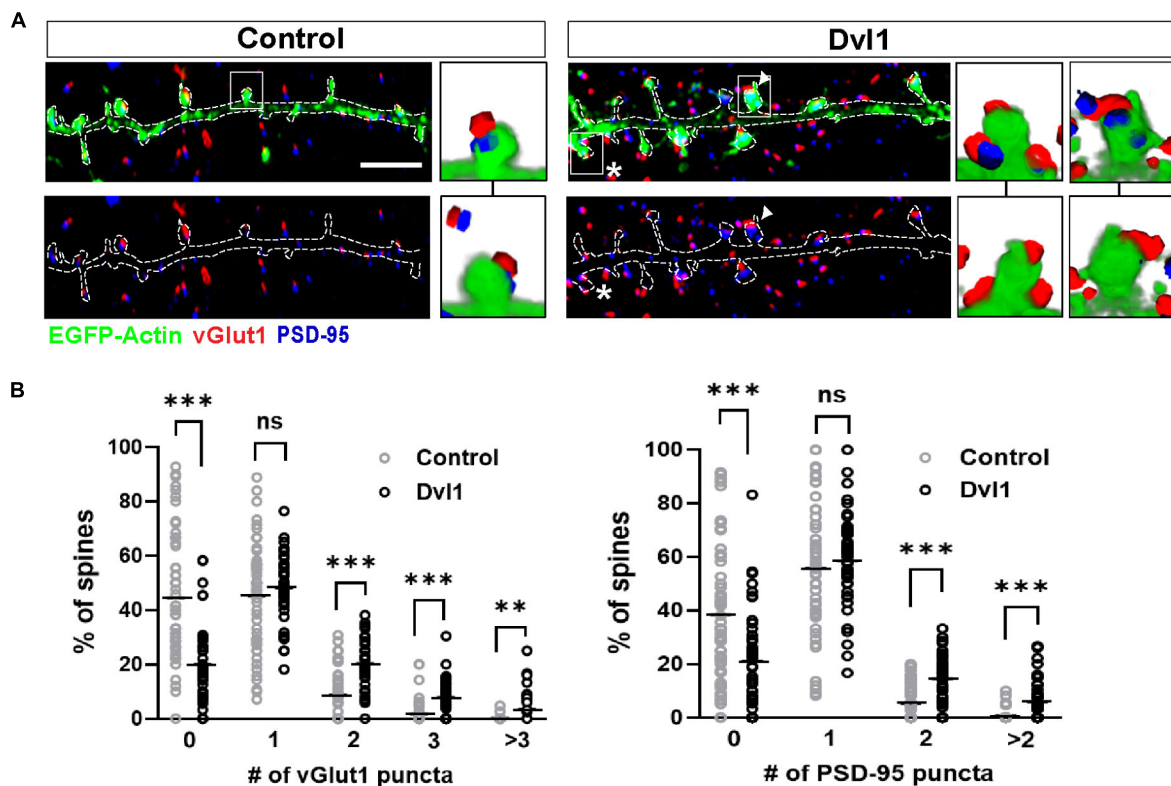 A
Control
Dvl1
*
*
EGFP-Actin vGlut1 PSD-95
B
*** ns *** *** **
Control
Dvl1
% of spines
100
80
60
40
20
0
0 1 2 3 >3
# of vGlut1 puncta
*** ns *** ***
Control
Dvl1
% of spines
100
80
60
40
20
0
0 1 2 >2
# of PSD-95 puncta